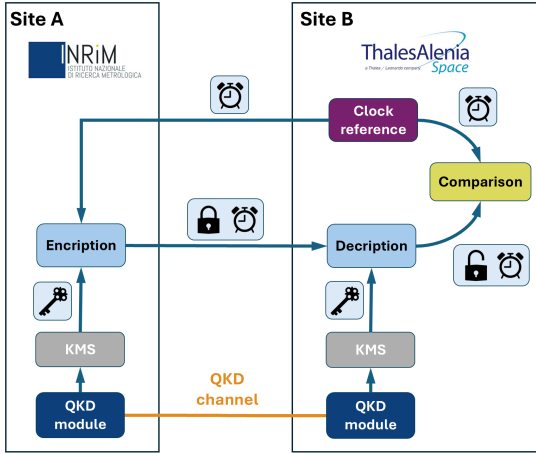 Site A
INRiM
ISTITUTO NAZIONALE
DI RICERCA METROLOGICA
Site B
ThalesAlenia
a Thales / Leonardo company
Space
Clock
reference
Comparison
Encription
Decription
KMS
KMS
QKD
channel
QKD
module
QKD
module